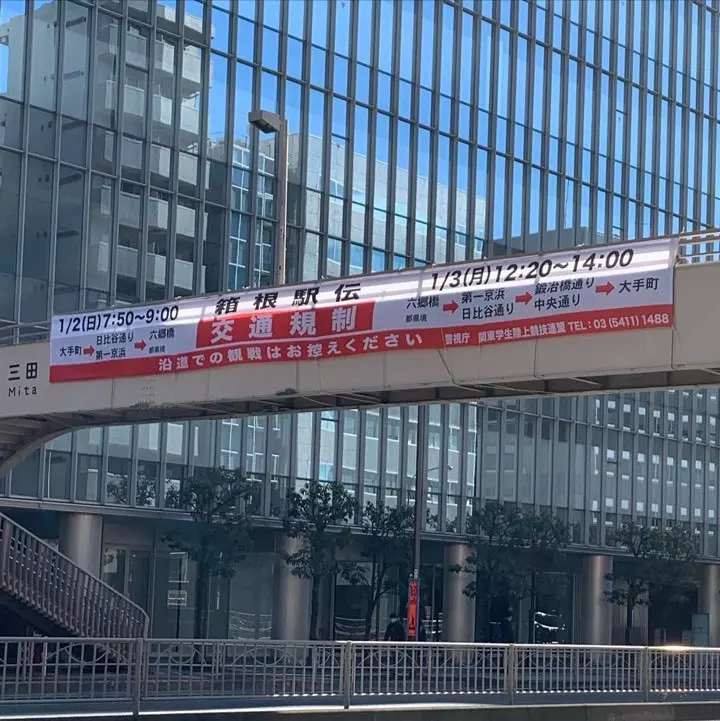 1/2(日)7:50~9:00
大手町→日比谷通り 第一京浜→六郷橋 都県境
箱根駅伝
交通規制
1/3(月)12:20~14:00
六郷橋 都県境→第一京浜 日比谷通り→鍛冶橋通り 中央通り→大手町
沿道での観戦はお控えください
警視庁 関東学生陸上競技連盟 TEL:03(5411)1488
三田
Mita